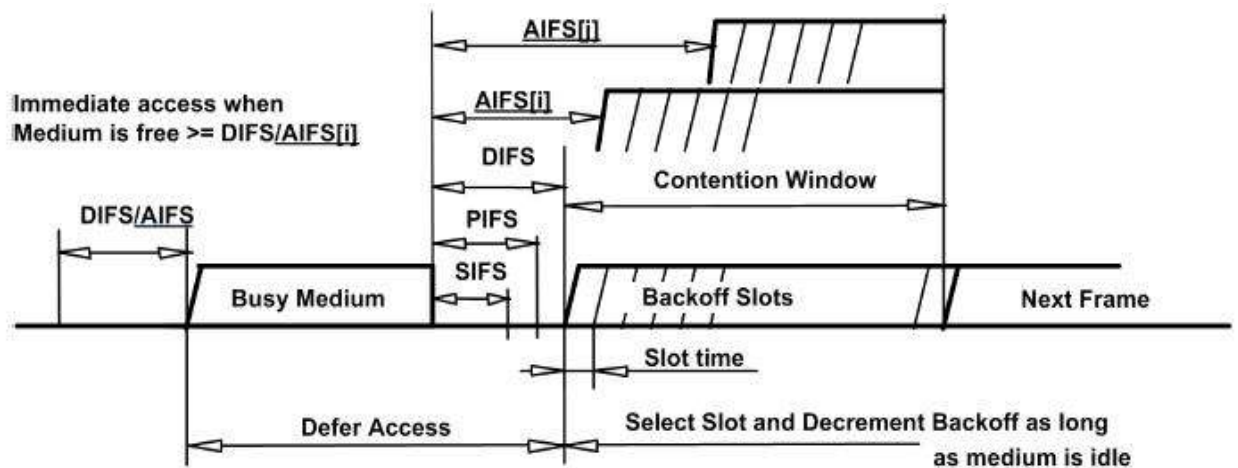 AIFS[j]
Immediate access when
Medium is free >= DIFS/AIFS[i]
AIFS[i]
DIFS
Contention Window
DIFS/AIFS
PIFS
SIFS
Busy Medium
Backoff Slots
Next Frame
Slot time
Defer Access
Select Slot and Decrement Backoff as long
as medium is idle